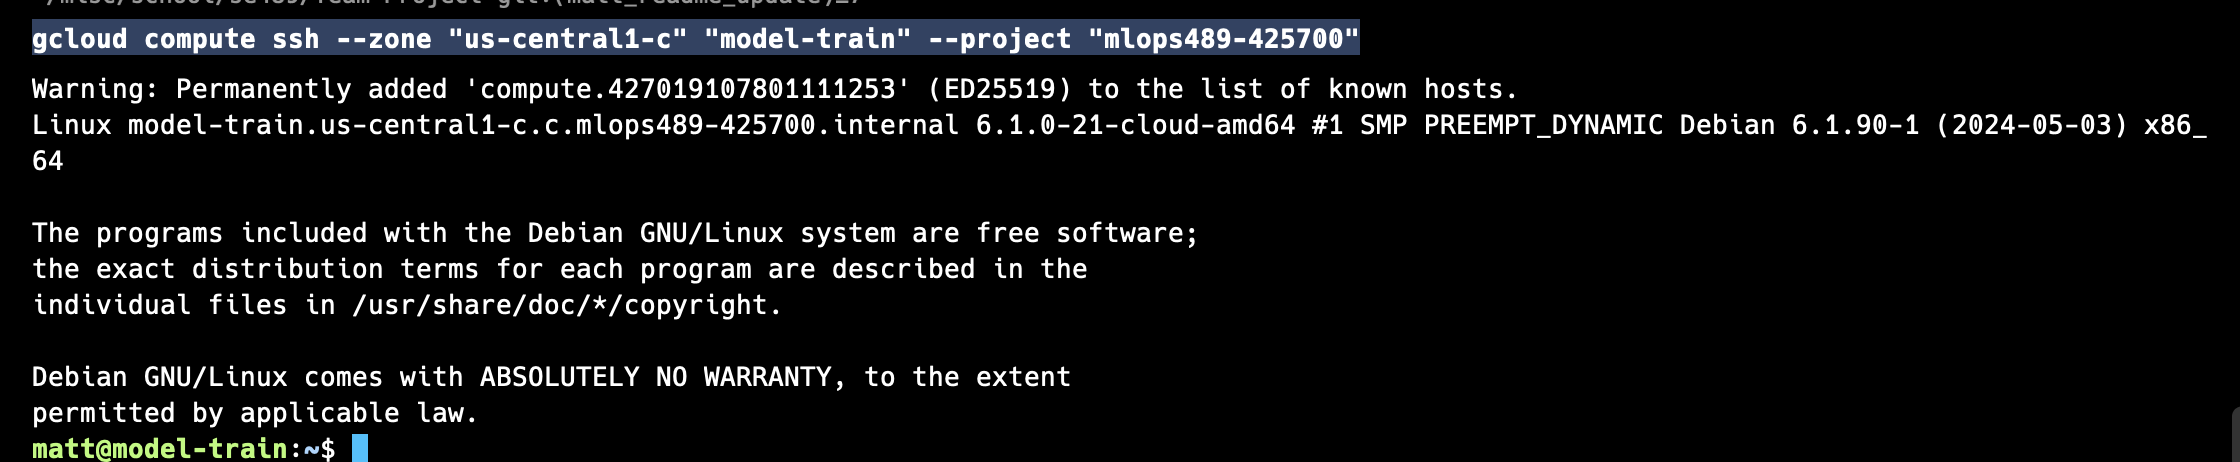 gcloud compute ssh --zone "us-central1-c" "model-train" --project "mlops489-425700"
Warning: Permanently added 'compute.427019107801111253' (ED25519) to the list of known hosts.
Linux model-train.us-central1-c.c.mlops489-425700.internal 6.1.0-21-cloud-amd64 #1 SMP PREEMPT_DYNAMIC Debian 6.1.90-1 (2024-05-03) x86_
64
The programs included with the Debian GNU/Linux system are free software;
the exact distribution terms for each program are described in the
individual files in /usr/share/doc/*/copyright.
Debian GNU/Linux comes with ABSOLUTELY NO WARRANTY, to the extent
permitted by applicable law.
matt@model-train:~$